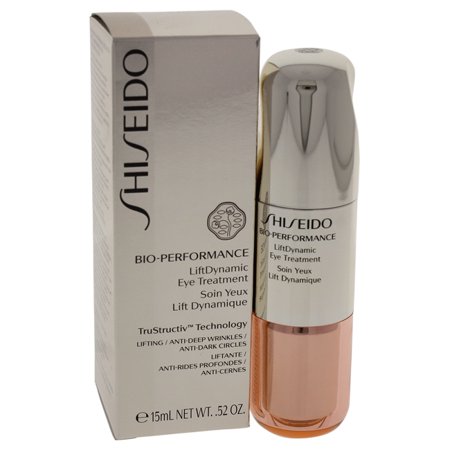 SHISEIDO
BIO-PERFORMANCE
LiftDynamic
Eye Treatment
Soin Yeux
Lift Dynamique
TruStructiv™ Technology
LIFTING / ANTI-DEEP WRINKLES /
ANTI-DARK CIRCLES
LIFTANTE /
ANTI-RIDES PROFONDES /
ANTI-CERNES
℮ 15mL NET WT. .52 OZ.
SHISEIDO
BIO-PERFORMANCE
LiftDynamic
Eye Treatment
Soin Yeux
Lift Dynamique